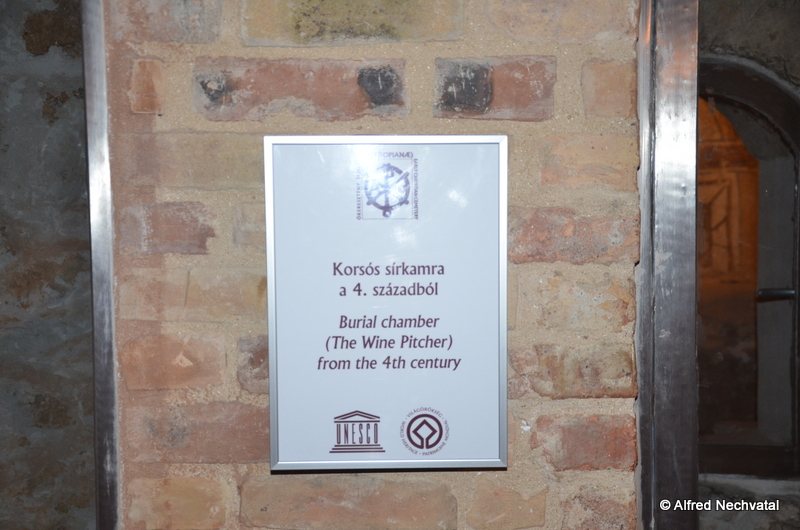 Korsós sírkamra
a 4. századból
Burial chamber
(The Wine Pitcher)
from the 4th century
UNESCO
© Alfred Nechvatal